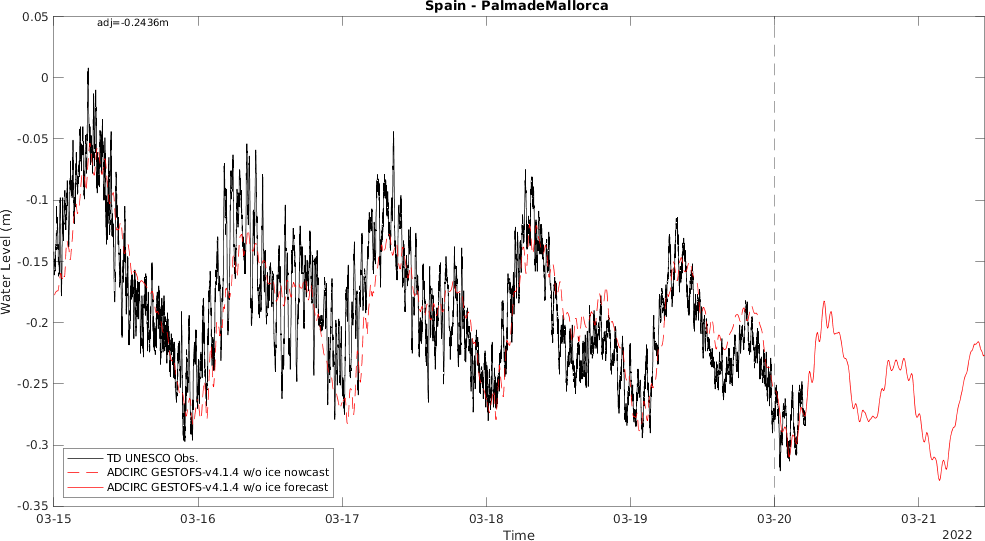 Spain - PalmadeMallorca
adj=-0.2436m
0.05
0
-0.05
-0.1
-0.15
-0.2
-0.25
-0.3
-0.35
Water Level (m)
TD UNESCO Obs.
ADCIRC GESTOFS-v4.1.4 w/o ice nowcast
ADCIRC GESTOFS-v4.1.4 w/o ice forecast
03-15 03-16 03-17 03-18 03-19 03-20 03-21
Time
2022